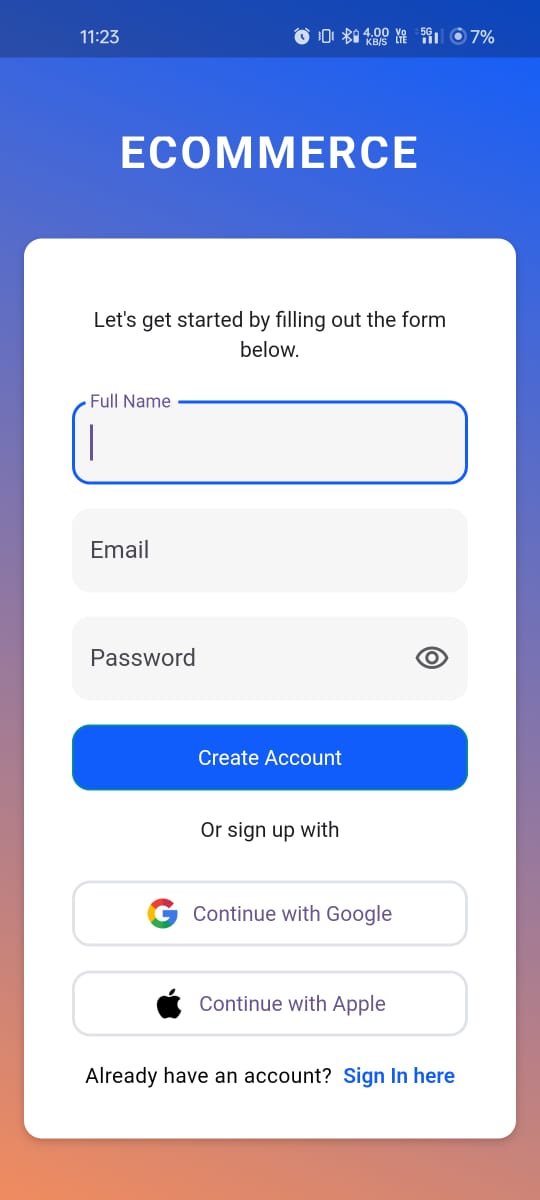 11:23 4.00 KB/S Vo LTE 5G 7%
ECOMMERCE
Let's get started by filling out the form
below.
Full Name
Email
Password
Create Account
Or sign up with
Continue with Google
Continue with Apple
Already have an account? Sign In here